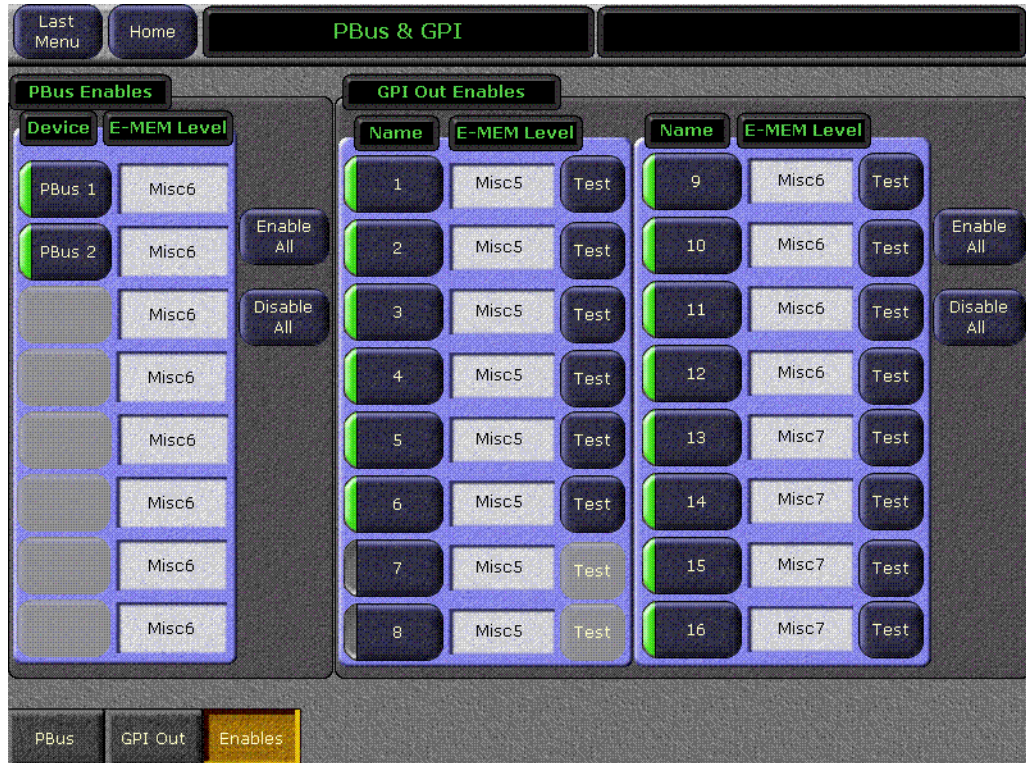 Last Menu Home PBus & GPI
PBus Enables GPI Out Enables
Device E-MEM Level Name E-MEM Level Name E-MEM Level
PBus 1 Misc6 1 Misc5 Test 9 Misc6 Test
PBus 2 Misc6 Enable All 2 Misc5 Test 10 Misc6 Test Enable All
Misc6 Disable All 3 Misc5 Test 11 Misc6 Test Disable All
Misc6 4 Misc5 Test 12 Misc6 Test
Misc6 5 Misc5 Test 13 Misc7 Test
Misc6 6 Misc5 Test 14 Misc7 Test
Misc6 7 Misc5 Test 15 Misc7 Test
Misc6 8 Misc5 Test 16 Misc7 Test
PBus GPI Out Enables